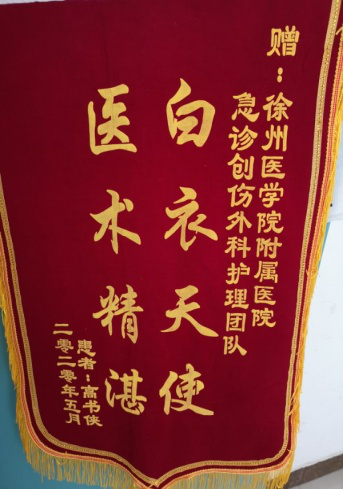 赠：徐州医学院附属医院
急诊创伤外科护理团队
白衣天使
医术精湛
患者：高书侠
二零二零年五月